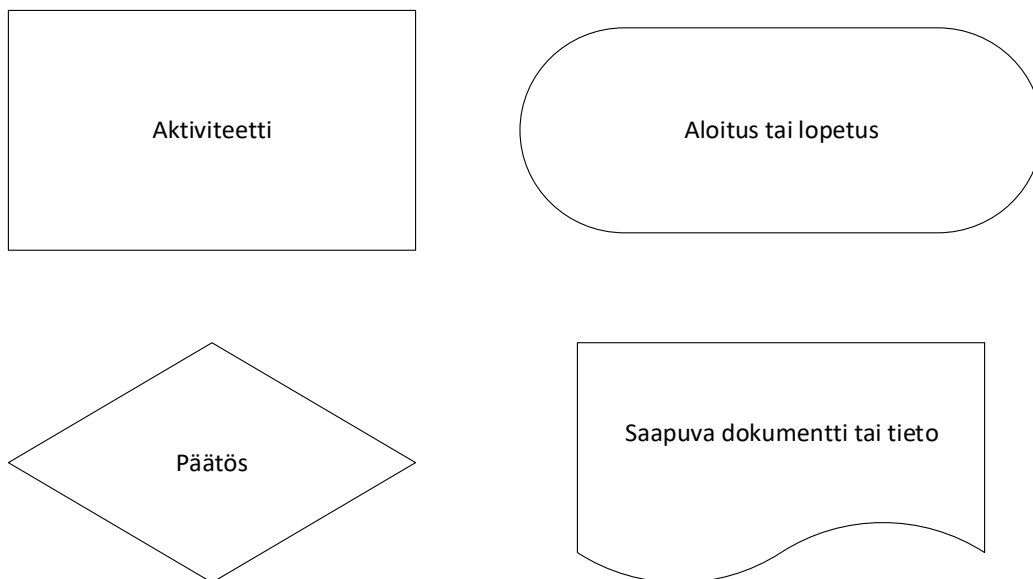 Aktiviteetti
Aloitus tai lopetus
Päätös
Saapuva dokumentti tai tieto